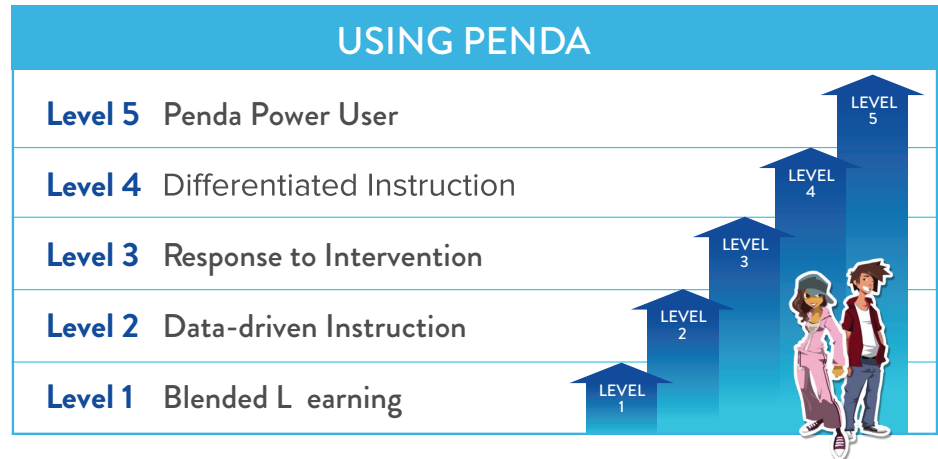 USING PENDA
Level 5 Penda Power User
Level 4 Differentiated Instruction
Level 3 Response to Intervention
Level 2 Data-driven Instruction
Level 1 Blended L earning
LEVEL
5
LEVEL
4
LEVEL
3
LEVEL
2
LEVEL
1